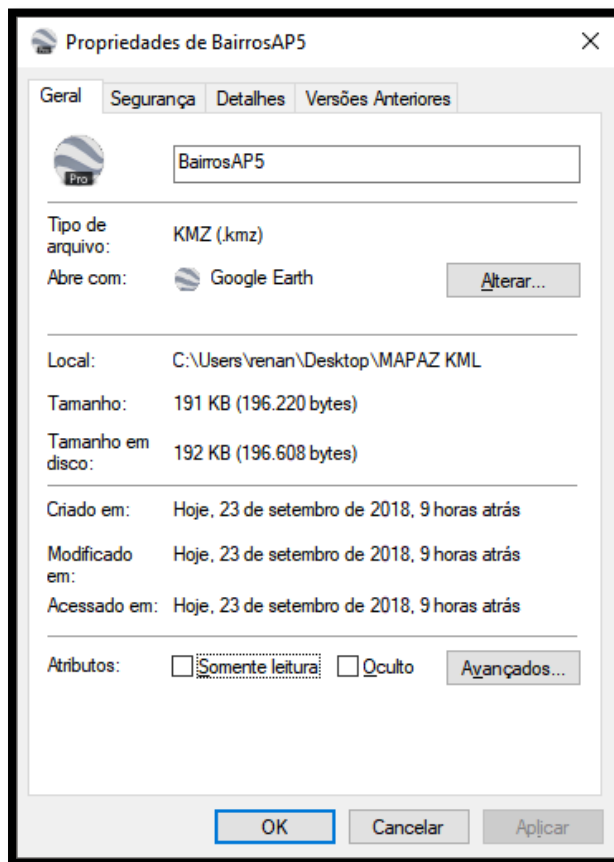 Propriedades de BairrosAP5
Geral Segurança Detalhes Versões Anteriores
Pro
BairrosAP5
Tipo de
arquivo: KMZ (.kmz)
Abre com: Google Earth Alterar...
Local: C:\Users\renan\Desktop\MAPAZ KML
Tamanho: 191 KB (196.220 bytes)
Tamanho em
disco: 192 KB (196.608 bytes)
Criado em: Hoje, 23 de setembro de 2018, 9 horas atrás
Modificado
em: Hoje, 23 de setembro de 2018, 9 horas atrás
Acessado em: Hoje, 23 de setembro de 2018, 9 horas atrás
Atributos: Somente leitura Oculto Avançados...
OK Cancelar Aplicar